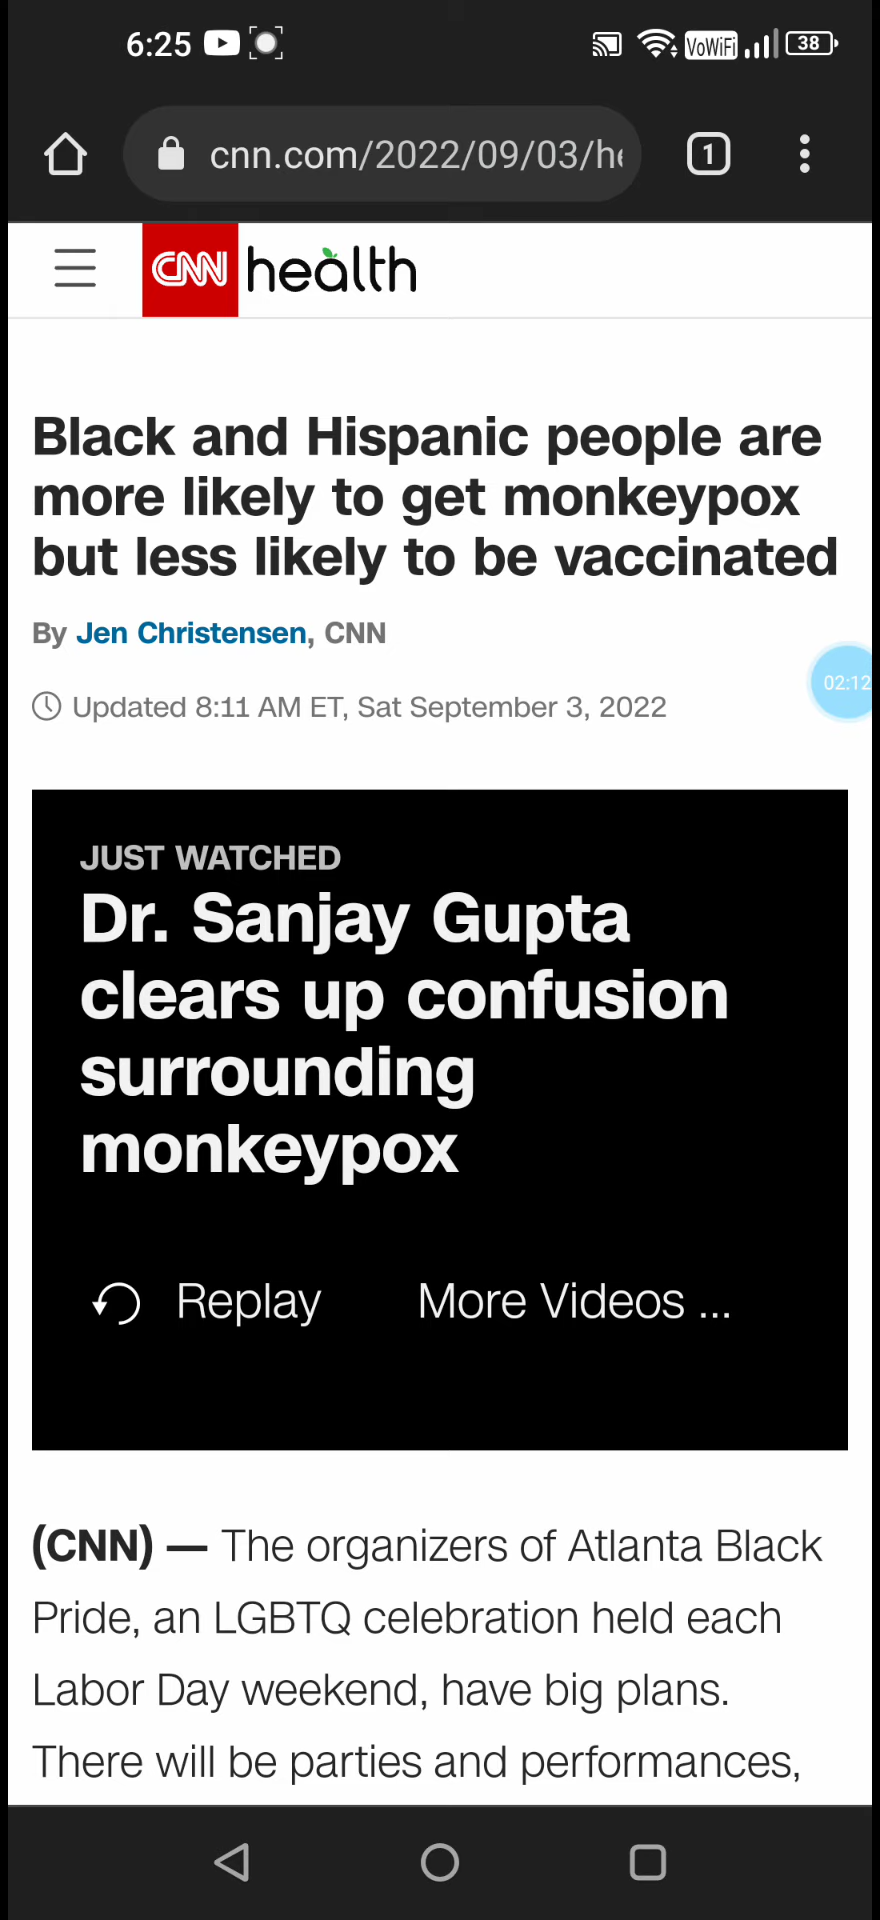 6:25 VoWiFi 38
cnn.com/2022/09/03/he 1
CNN health
Black and Hispanic people are
more likely to get monkeypox
but less likely to be vaccinated
By Jen Christensen, CNN
02:12
Updated 8:11 AM ET, Sat September 3, 2022
JUST WATCHED
Dr. Sanjay Gupta
clears up confusion
surrounding
monkeypox
Replay More Videos ...
(CNN) — The organizers of Atlanta Black
Pride, an LGBTQ celebration held each
Labor Day weekend, have big plans.
There will be parties and performances,